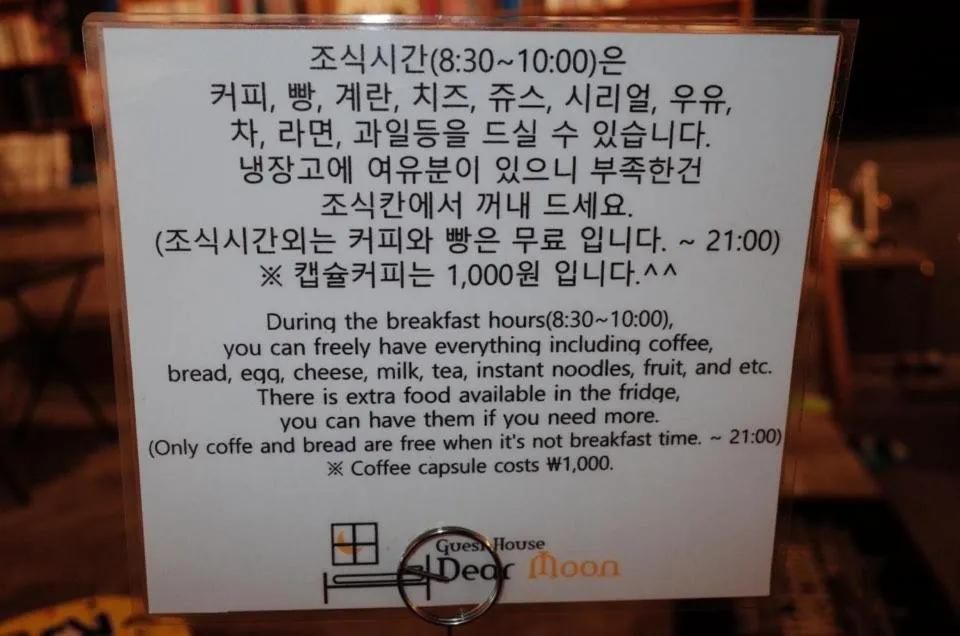 조식시간(8:30~10:00)은
커피, 빵, 계란, 치즈, 쥬스, 시리얼, 우유,
차, 라면, 과일등을 드실 수 있습니다.
냉장고에 여유분이 있으니 부족한건
조식칸에서 꺼내 드세요.
(조식시간외는 커피와 빵은 무료 입니다. ~ 21:00)
※ 캡슐커피는 1,000원 입니다.^^
During the breakfast hours(8:30~10:00),
you can freely have everything including coffee,
bread, egg, cheese, milk, tea, instant noodles, fruit, and etc.
There is extra food available in the fridge,
you can have them if you need more.
(Only coffe and bread are free when it's not breakfast time. ~ 21:00)
※ Coffee capsule costs ₩1,000.
Guest House
Dear Moon